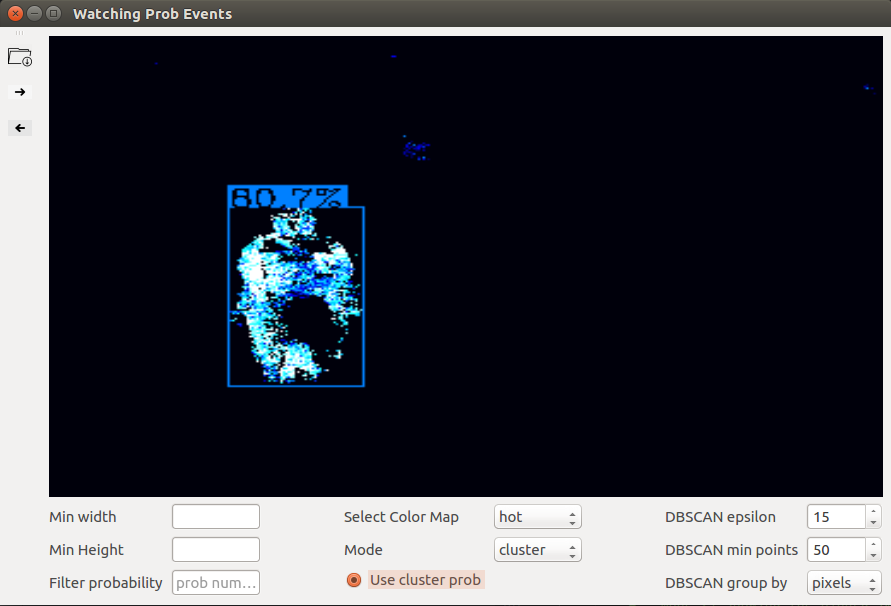 Watching Prob Events
80.7%
Min width
Select Color Map hot
DBSCAN epsilon 15
Min Height
Mode cluster
DBSCAN min points 50
Filter probability prob num...
Use cluster prob
DBSCAN group by pixels